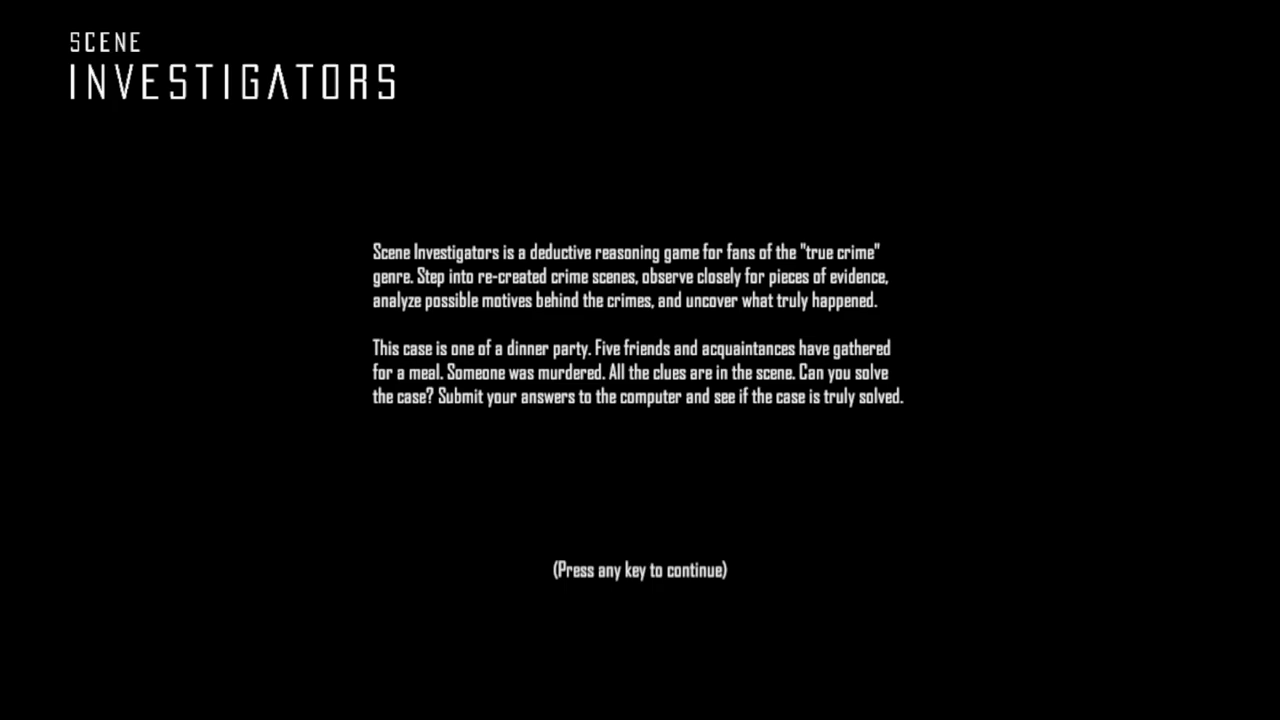 SCENE
INVESTIGATORS
Scene Investigators is a deductive reasoning game for fans of the "true crime"
genre. Step into re-created crime scenes, observe closely for pieces of evidence,
analyze possible motives behind the crimes, and uncover what truly happened.
This case is one of a dinner party. Five friends and acquaintances have gathered
for a meal. Someone was murdered. All the clues are in the scene. Can you solve
the case? Submit your answers to the computer and see if the case is truly solved.
(Press any key to continue)